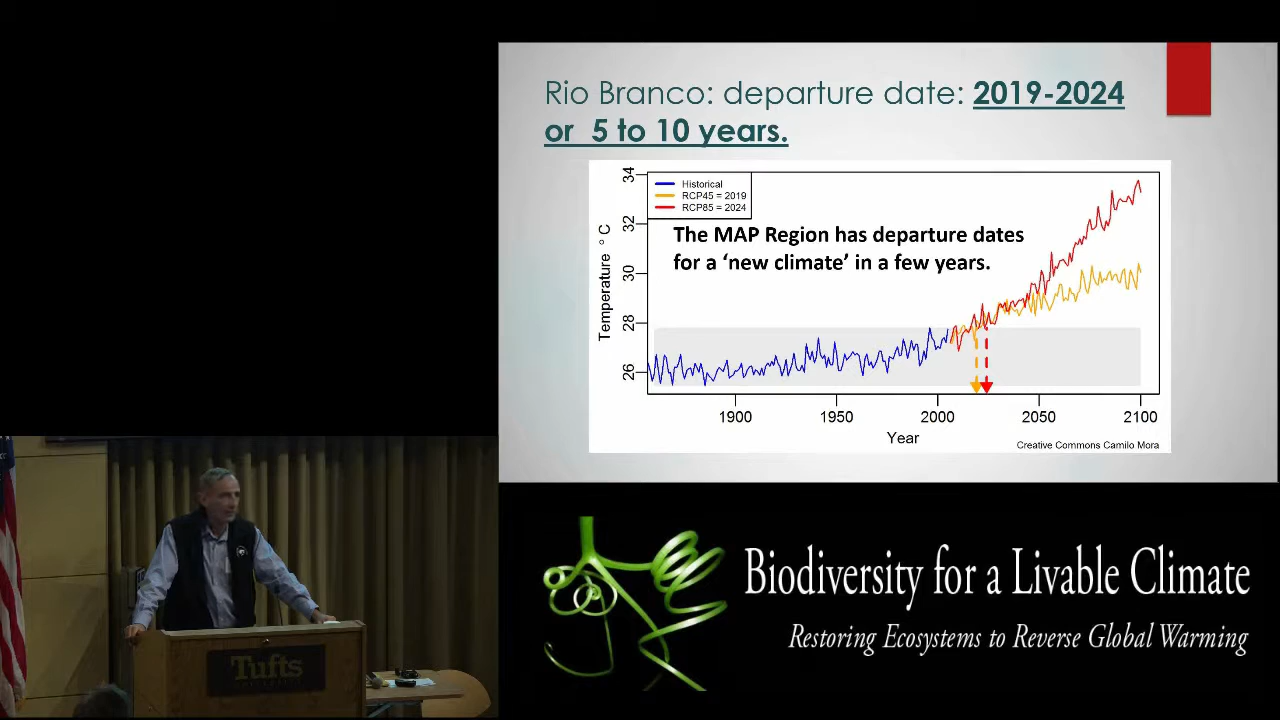 Rio Branco: departure date: 2019-2024
or 5 to 10 years.
34
32
30
28
26
Temperature ° C
Historical
RCP45 = 2019
RCP85 = 2024
The MAP Region has departure dates
for a ‘new climate’ in a few years.
1900
1950
2000
2050
2100
Year
Creative Commons Camilo Mora
Biodiversity for a Livable Climate
Restoring Ecosystems to Reverse Global Warming
Tufts
UNIVERSITY